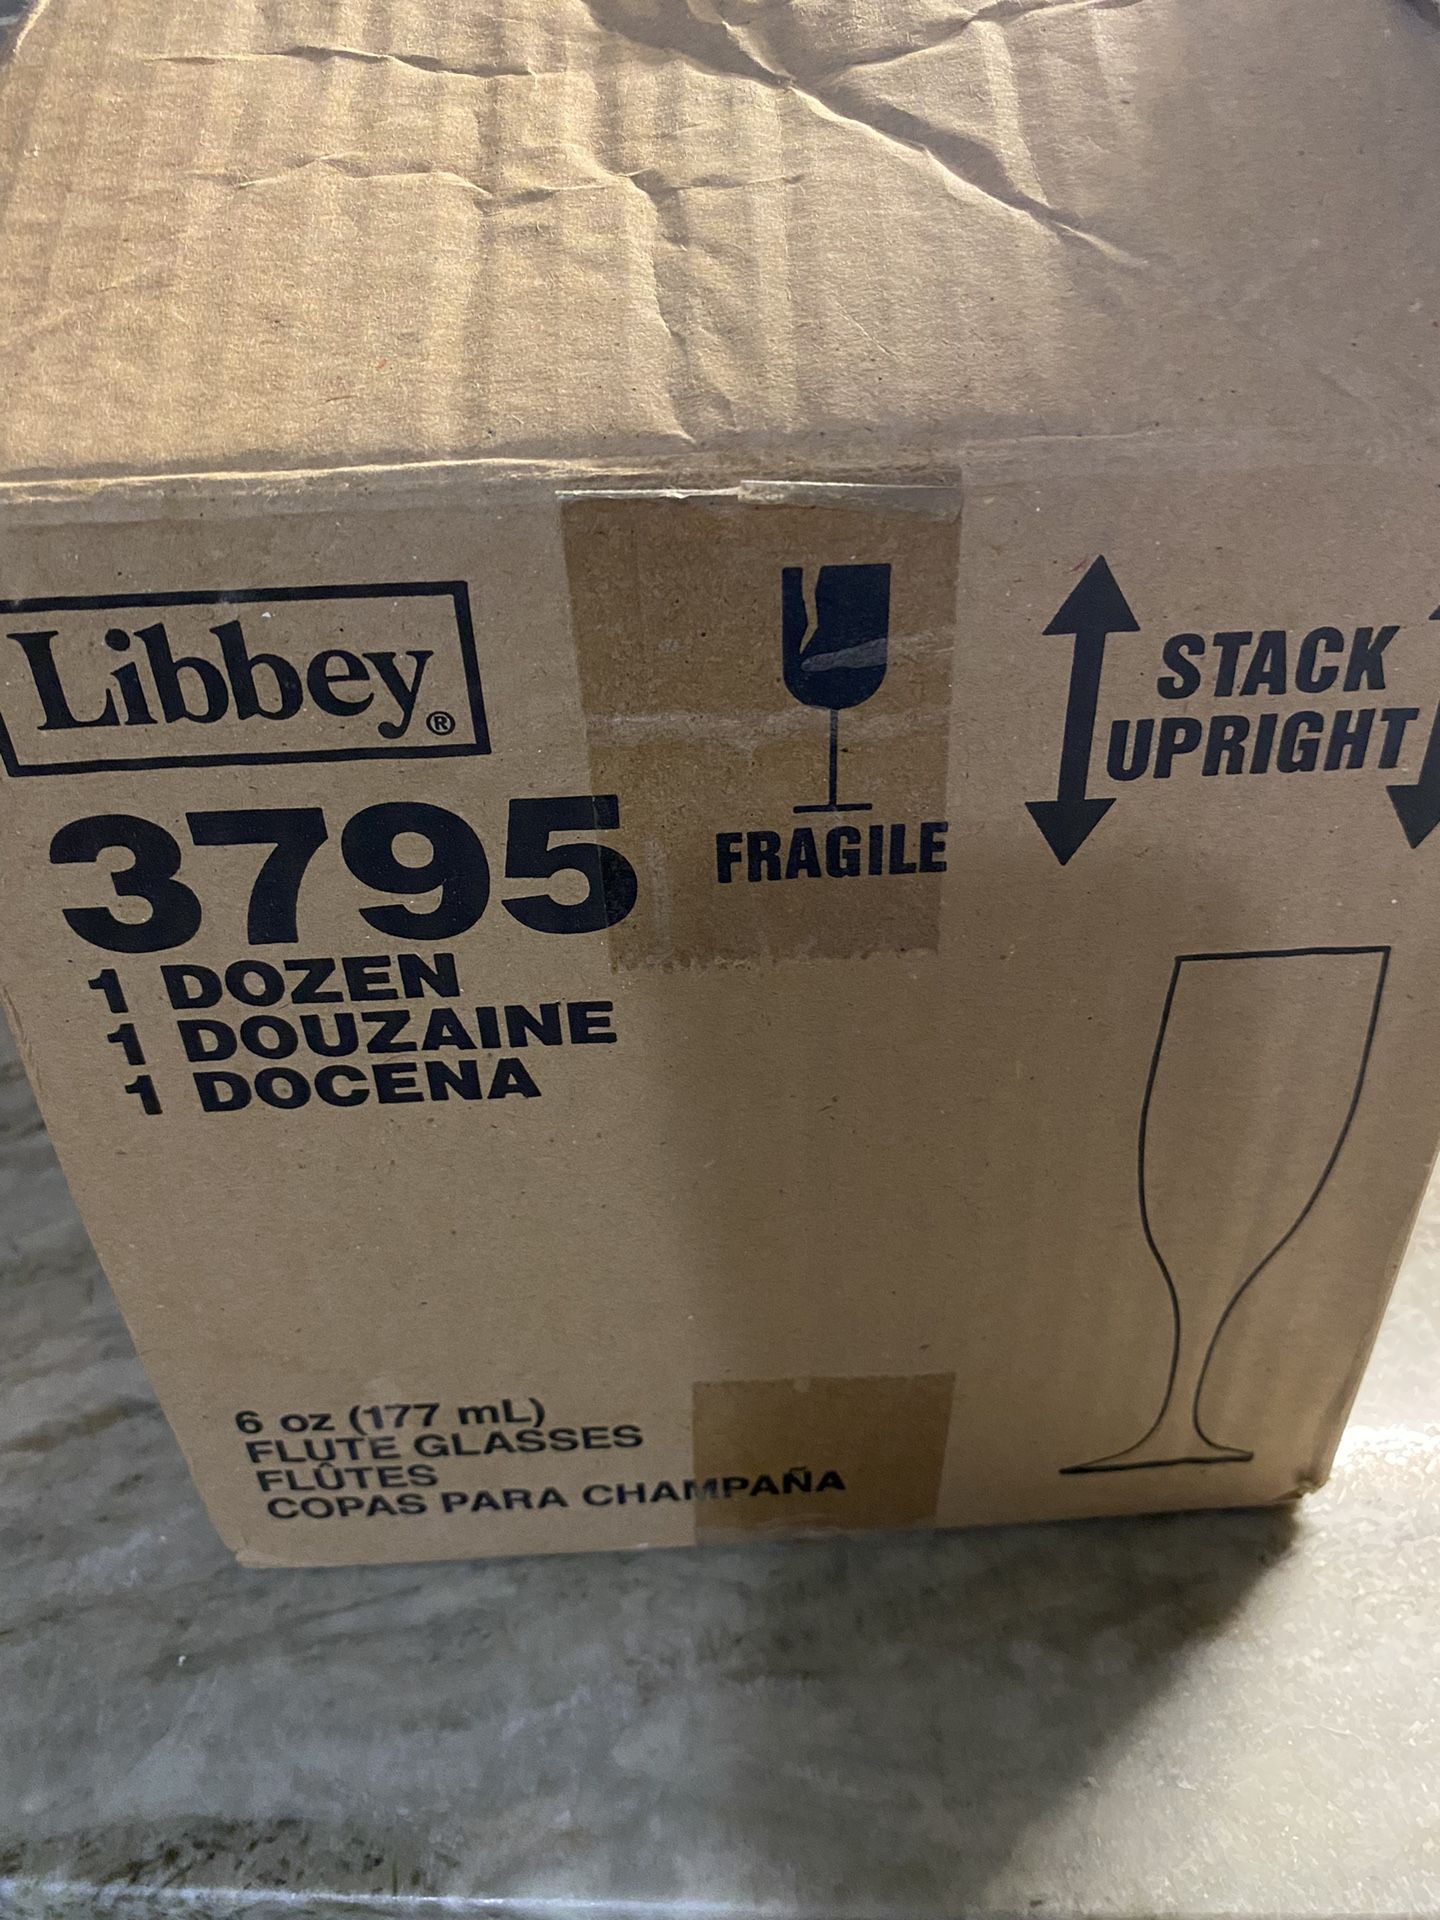 Libbey®
3795
1 DOZEN
1 DOUZAINE
1 DOCENA
FRAGILE
STACK
UPRIGHT
6 oz (177 mL)
FLUTE GLASSES
FLÛTES
COPAS PARA CHAMPAÑA